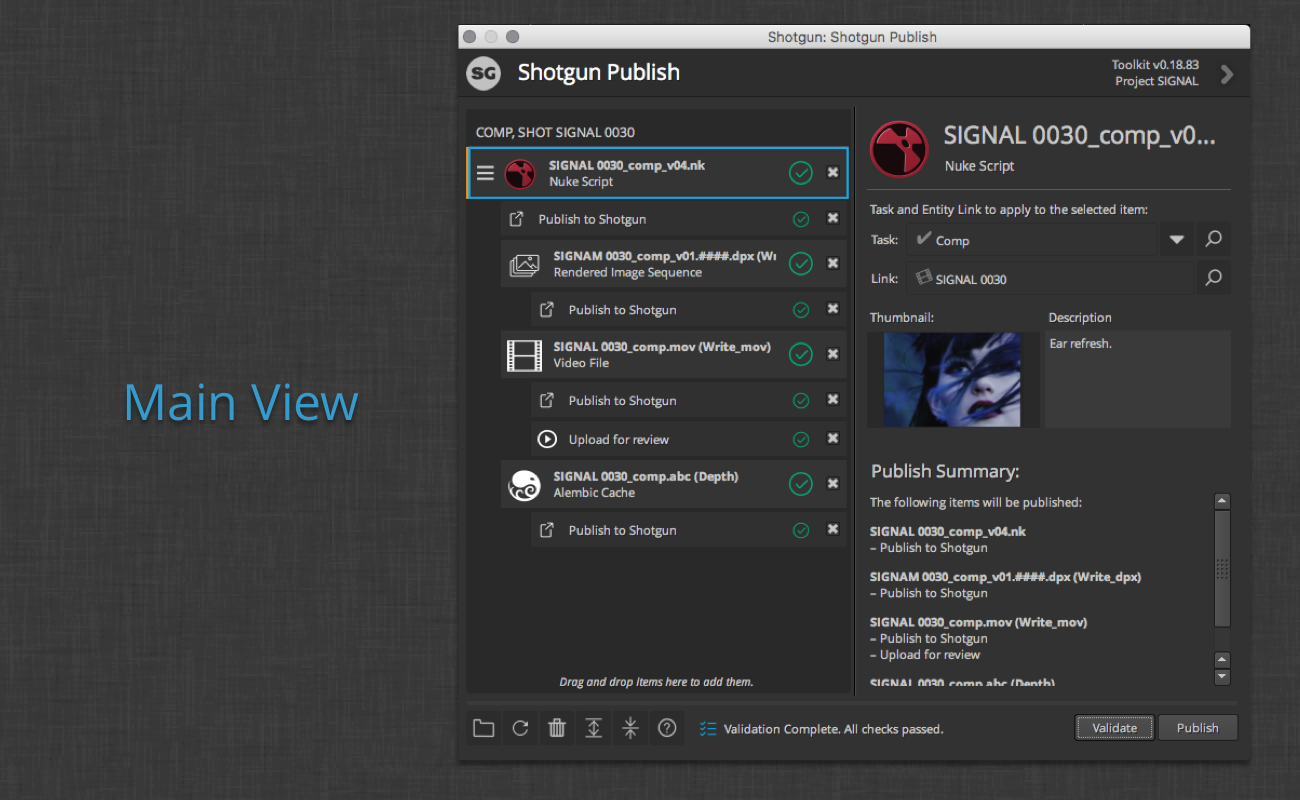 Main View
Shotgun: Shotgun Publish
SG
Shotgun Publish
Toolkit v0.18.83
Project SIGNAL
COMP, SHOT SIGNAL 0030
SIGNAL 0030_comp_v04.nk
Nuke Script
Publish to Shotgun
SIGNAM 0030_comp_v01.####.dpx (Wr
Rendered Image Sequence
Publish to Shotgun
SIGNAL 0030_comp.mov (Write_mov)
Video File
Publish to Shotgun
Upload for review
SIGNAL 0030_comp.abc (Depth)
Alembic Cache
Publish to Shotgun
Drag and drop items here to add them.
SIGNAL 0030_comp_v0...
Nuke Script
Task and Entity Link to apply to the selected item:
Task: Comp
Link: SIGNAL 0030
Thumbnail: Description
Ear refresh.
Publish Summary:
The following items will be published:
SIGNAL 0030_comp_v04.nk
– Publish to Shotgun
SIGNAM 0030_comp_v01.####.dpx (Write_dpx)
– Publish to Shotgun
SIGNAL 0030_comp.mov (Write_mov)
– Publish to Shotgun
– Upload for review
SIGNAL 0030_comp.abc (Depth)
Validation Complete. All checks passed.
Validate
Publish